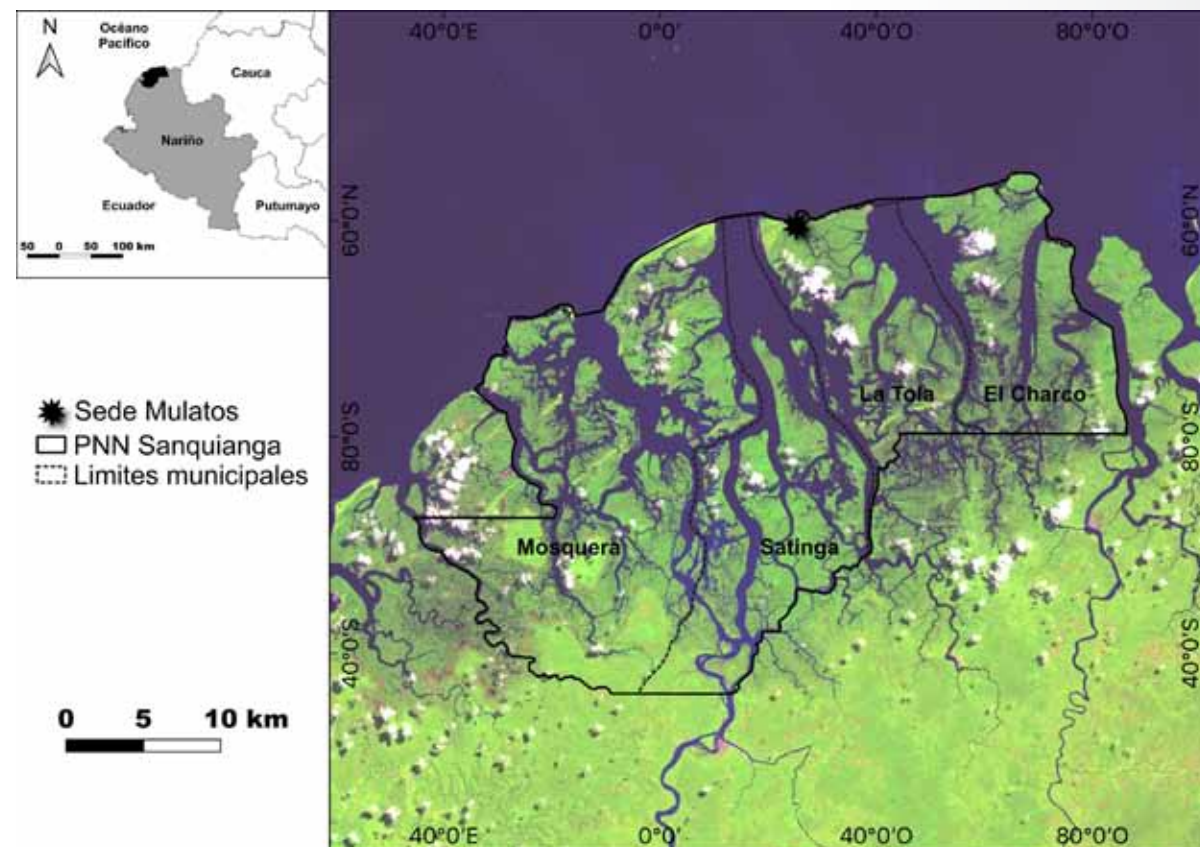 N
Océano
Pacífico
Cauca
Nariño
Ecuador
Putumayo
50 0 50 100 km
Sede Mulatos
PNN Sanquianga
Limites municipales
0 5 10 km
40°0'E 0°0' 40°0'O 80°0'O
60°0'N 60°0'N
La Tola El Charco
80°0'S 80°0'S
Mosquera Satinga
40°0'S 40°0'S
40°0'E 0°0' 40°0'O 80°0'O